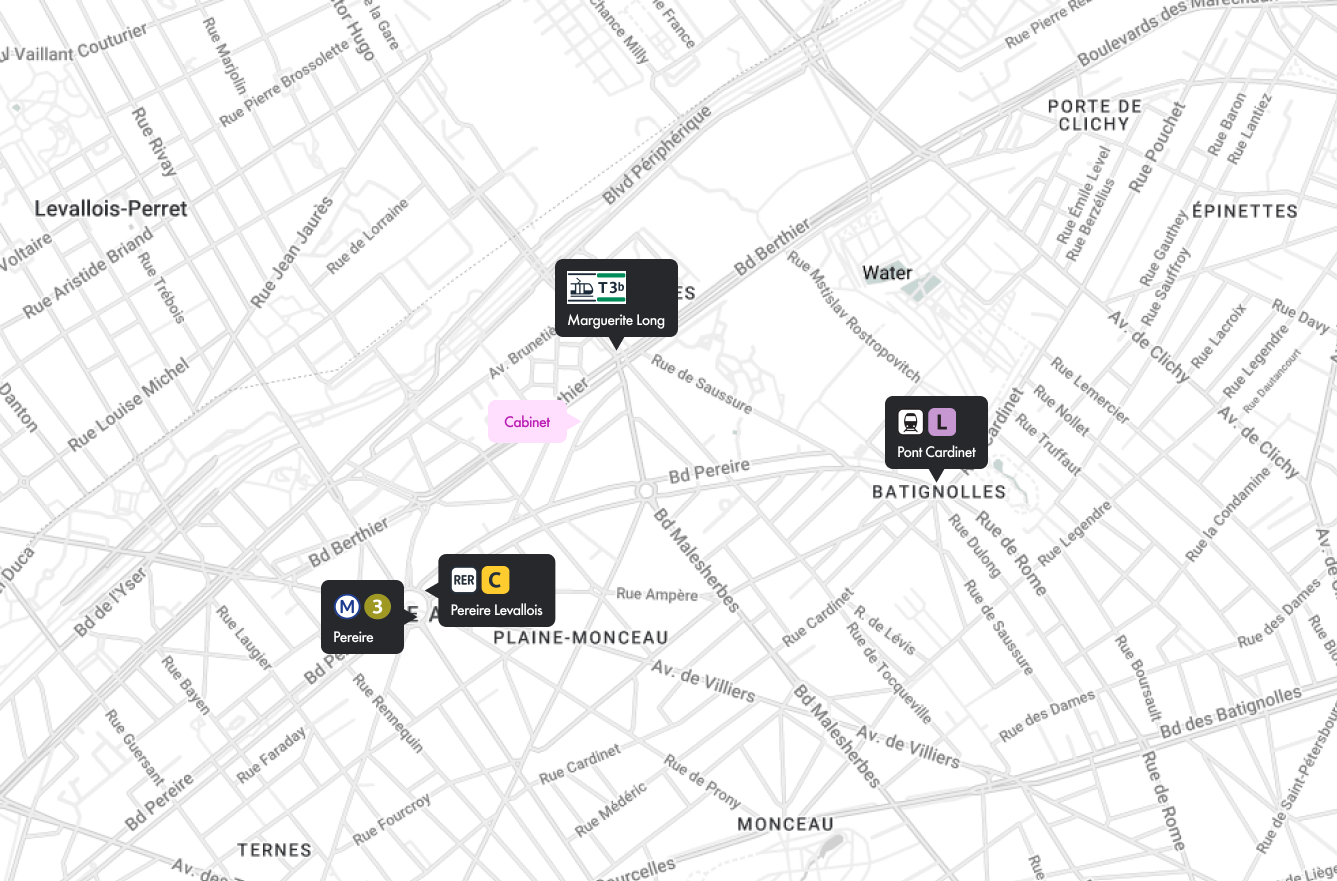 Vaillant Couturier
Rue Marjolin
Rue Pierre Brossolette
Hugo
la Gare
Chance Milly
France
Rue Pierre
Boulevards des
Rue Rivay
Blvd Périphérique
PORTE DE
CLICHY
Rue Pouchet
Rue Baron
Rue Lantiez
Rue Émile Level
Rue Berzélius
Levallois-Perret
Voltaire
Rue Aristide Briand
Rue Trébois
Rue Jean Jaurès
Rue de Lorraine
Bd Berthier
Rue Mstislav Rostropovitch
Water
ÉPINETTES
Rue Gauthey
Rue Sauffroy
T3b
Marguerite Long
ES
Av. Brunetiè
Rue de Saussure
thier
Cabinet
Av. de Clichy
Rue Lacroix
Rue Legendre
Rue Davy
Rue Dautancourt
Rue Lemercier
Rue Nollet
Rue Truffaut
Cardinet
Av. de Clichy
Danton
Rue Louise Michel
L
Pont Cardinet
BATIGNOLLES
Bd Pereire
Bd Malesherbes
Rue Dulong
Rue de Rome
Rue Legendre
Rue la Condamine
Av. de
Duca
Bd de l'Yser
Bd Berthier
RER C
Pereire Levallois
M 3
Pereire
E A
Rue Ampère
PLAINE-MONCEAU
Rue Cardinet
R. de Lévis
Rue de Tocqueville
Rue de Saussure
Rue des Dames
Rue Laugier
Rue Bayen
Bd Pe
Rue Rennequin
Av. de Villiers
Bd Malesherbes
Av. de Villiers
Rue des Dames
Rue Boursault
Bd des Batignolles
Rue Guersant
Rue Faraday
Bd Pereire
Rue Cardinet
Rue Médéric
Rue de Prony
Rue de Rome
Rue de Saint-Pétersbou
Rue Fourcroy
MONCEAU
TERNES
Av. des
ourcelles
Rue
de Liège